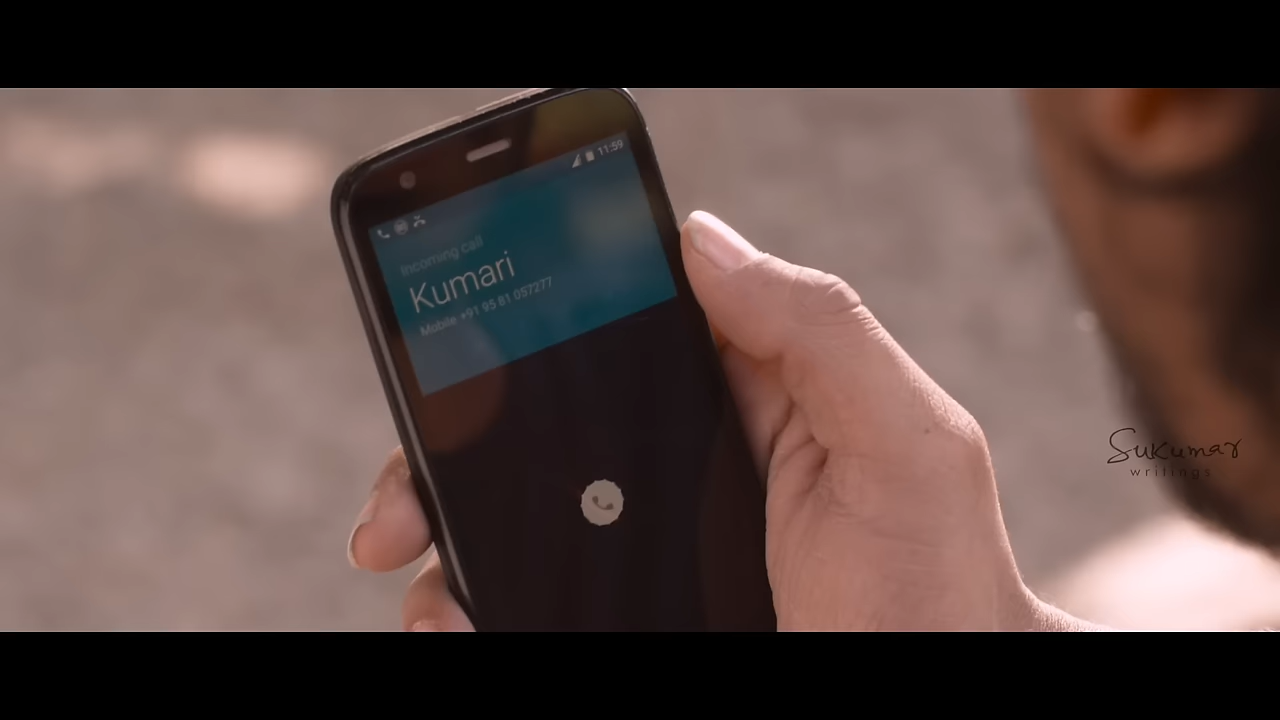 11:59
Incoming call
Kumari
Mobile +91 95 81 057277
Sukumar
writings